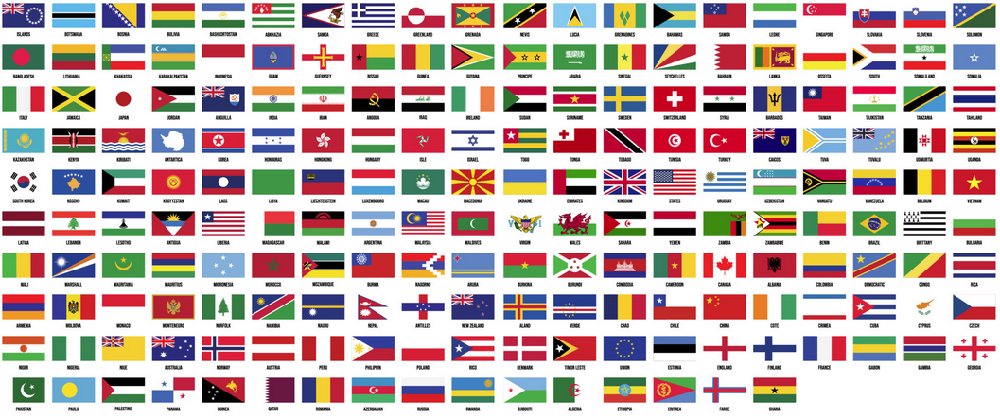 ISLANDS BOTSWANA BOSNIA BOLIVIA BASHKORTOSTAN ABKHAZIA SAMOA GREECE GREENLAND GRENADA NEVIS LUCIA GRENADINES BAHAMAS SAMOA LEONE SINGAPORE SLOVAKIA SLOVENIA SOLOMON
BANGLADESH LITHUANIA KHAKASSIA KARAKALPAKSTAN INDONESIA GUAM GUERNSEY BISSAU GUINEA GUYANA PRINCIPE ARABIA SENEGAL SEYCHELLES BAHRAIN LANKA OSSETIA SOUTH SOMALILAND SOMALIA
ITALY JAMAICA JAPAN JORDAN ANGUILLA INDIA IRAN ANGOLA IRAQ IRELAND SUDAN SURINAME SWEDEN SWITZERLAND SYRIA BARBADOS TAIWAN TAJIKISTAN TANZANIA TAHILAND
KAZAKHSTAN KENYA KIRIBATI ANTARTICA KOREA HONDURAS HONGKONG HUNGARY ISLE ISRAEL TOGO TONGA TOBAGO TUNISIA TURKEY CAICOS TUVA TUVALU UDMURTIA UGANDA
SOUTH KOREA KOSOVO KUWAIT KRGYZSTAN LAOS LIBYA LIECHTENSTEIN LUXEMBOURG MACAU MACEDONIA UKRAINE EMIRATES KINGDOM STATES URUGUAY UZBEKISTAN VANUATU VENEZUELA BELGIUM VIETNAM
LATVIA LEBANON LESOTHO ANTIGUA LIBERIA MADAGASCAR MALAWI ARGENTINA MALAYSIA MALDIVES VIRGIN WALES SAHARA YEMEN ZAMBIA ZAMBABWE BENIN BRAZIL BRITTANY BULGARIA
MALI MARSHALL MAURITANIA MAURITIUS MICRONESIA MOROCCO MOZAMBIQUE BURMA NAGORNO ARUBA BURKINA BURUNDI CAMBODIA CAMEROON CANADA ALBANIA COLOMBIA DEMOCRATIC CONGO RICA
ARMENIA MOLDOVA MONACO MONTENEGRO NORFOLK NAMIBIA NAURU NEPAL ANTILLES NEW ZEALAND ALAND VERDE CHAD CHILE CHINA COTE CRIMEA CUBA CYPRUS CZECH
NIGER NIGERIA NIUE AUSTRALIA NORWAY AUSTRIA PERU PHILIPPIN POLAND RICO DENMARK TIMOR LESTE UNION ESTONIA ENGLAND FINLAND FRANCE GABON GAMBIA GEORGIA
PAKISTAN PALAU PALESTINE PANAMA GUINEA QATAR ROMANIA AZERBAIJAN RUSSIA RWANDA DJIBOUTI ALGERIA ETHIOPIA ERITREA FAROE GHANA